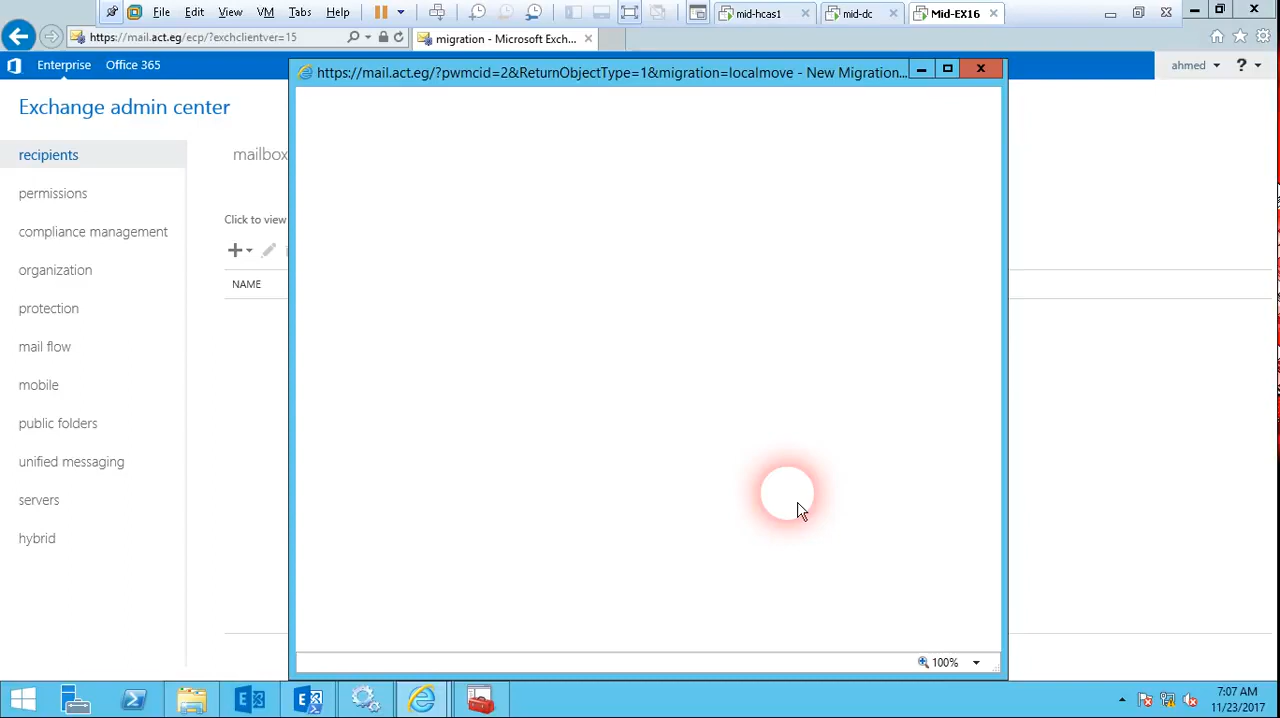 File Edit View VM Tabs Help
mid-hcas1
mid-dc
Mid-EX16
https://mail.act.eg/ecp/?exchclientver=15
migration - Microsoft Exch...
Enterprise Office 365
ahmed ?
https://mail.act.eg/?pwmcid=2&ReturnObjectType=1&migration=localmove - New Migration...
Exchange admin center
recipients
permissions
compliance management
organization
protection
mail flow
mobile
public folders
unified messaging
servers
hybrid
mailbox
Click to view
NAME
100%
7:07 AM
11/23/2017